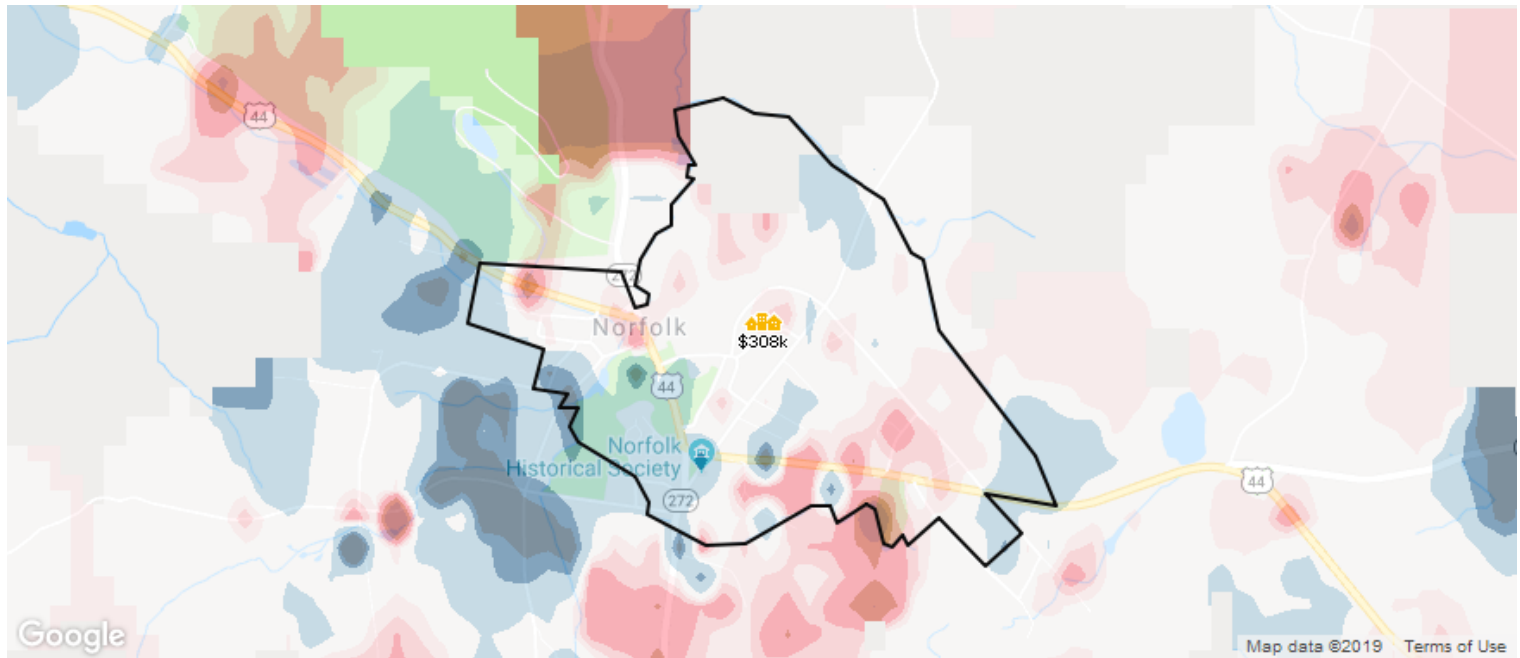 44
272
Norfolk
$308k
44
Norfolk
Historical Society
272
44
Google
Map data ©2019 Terms of Use